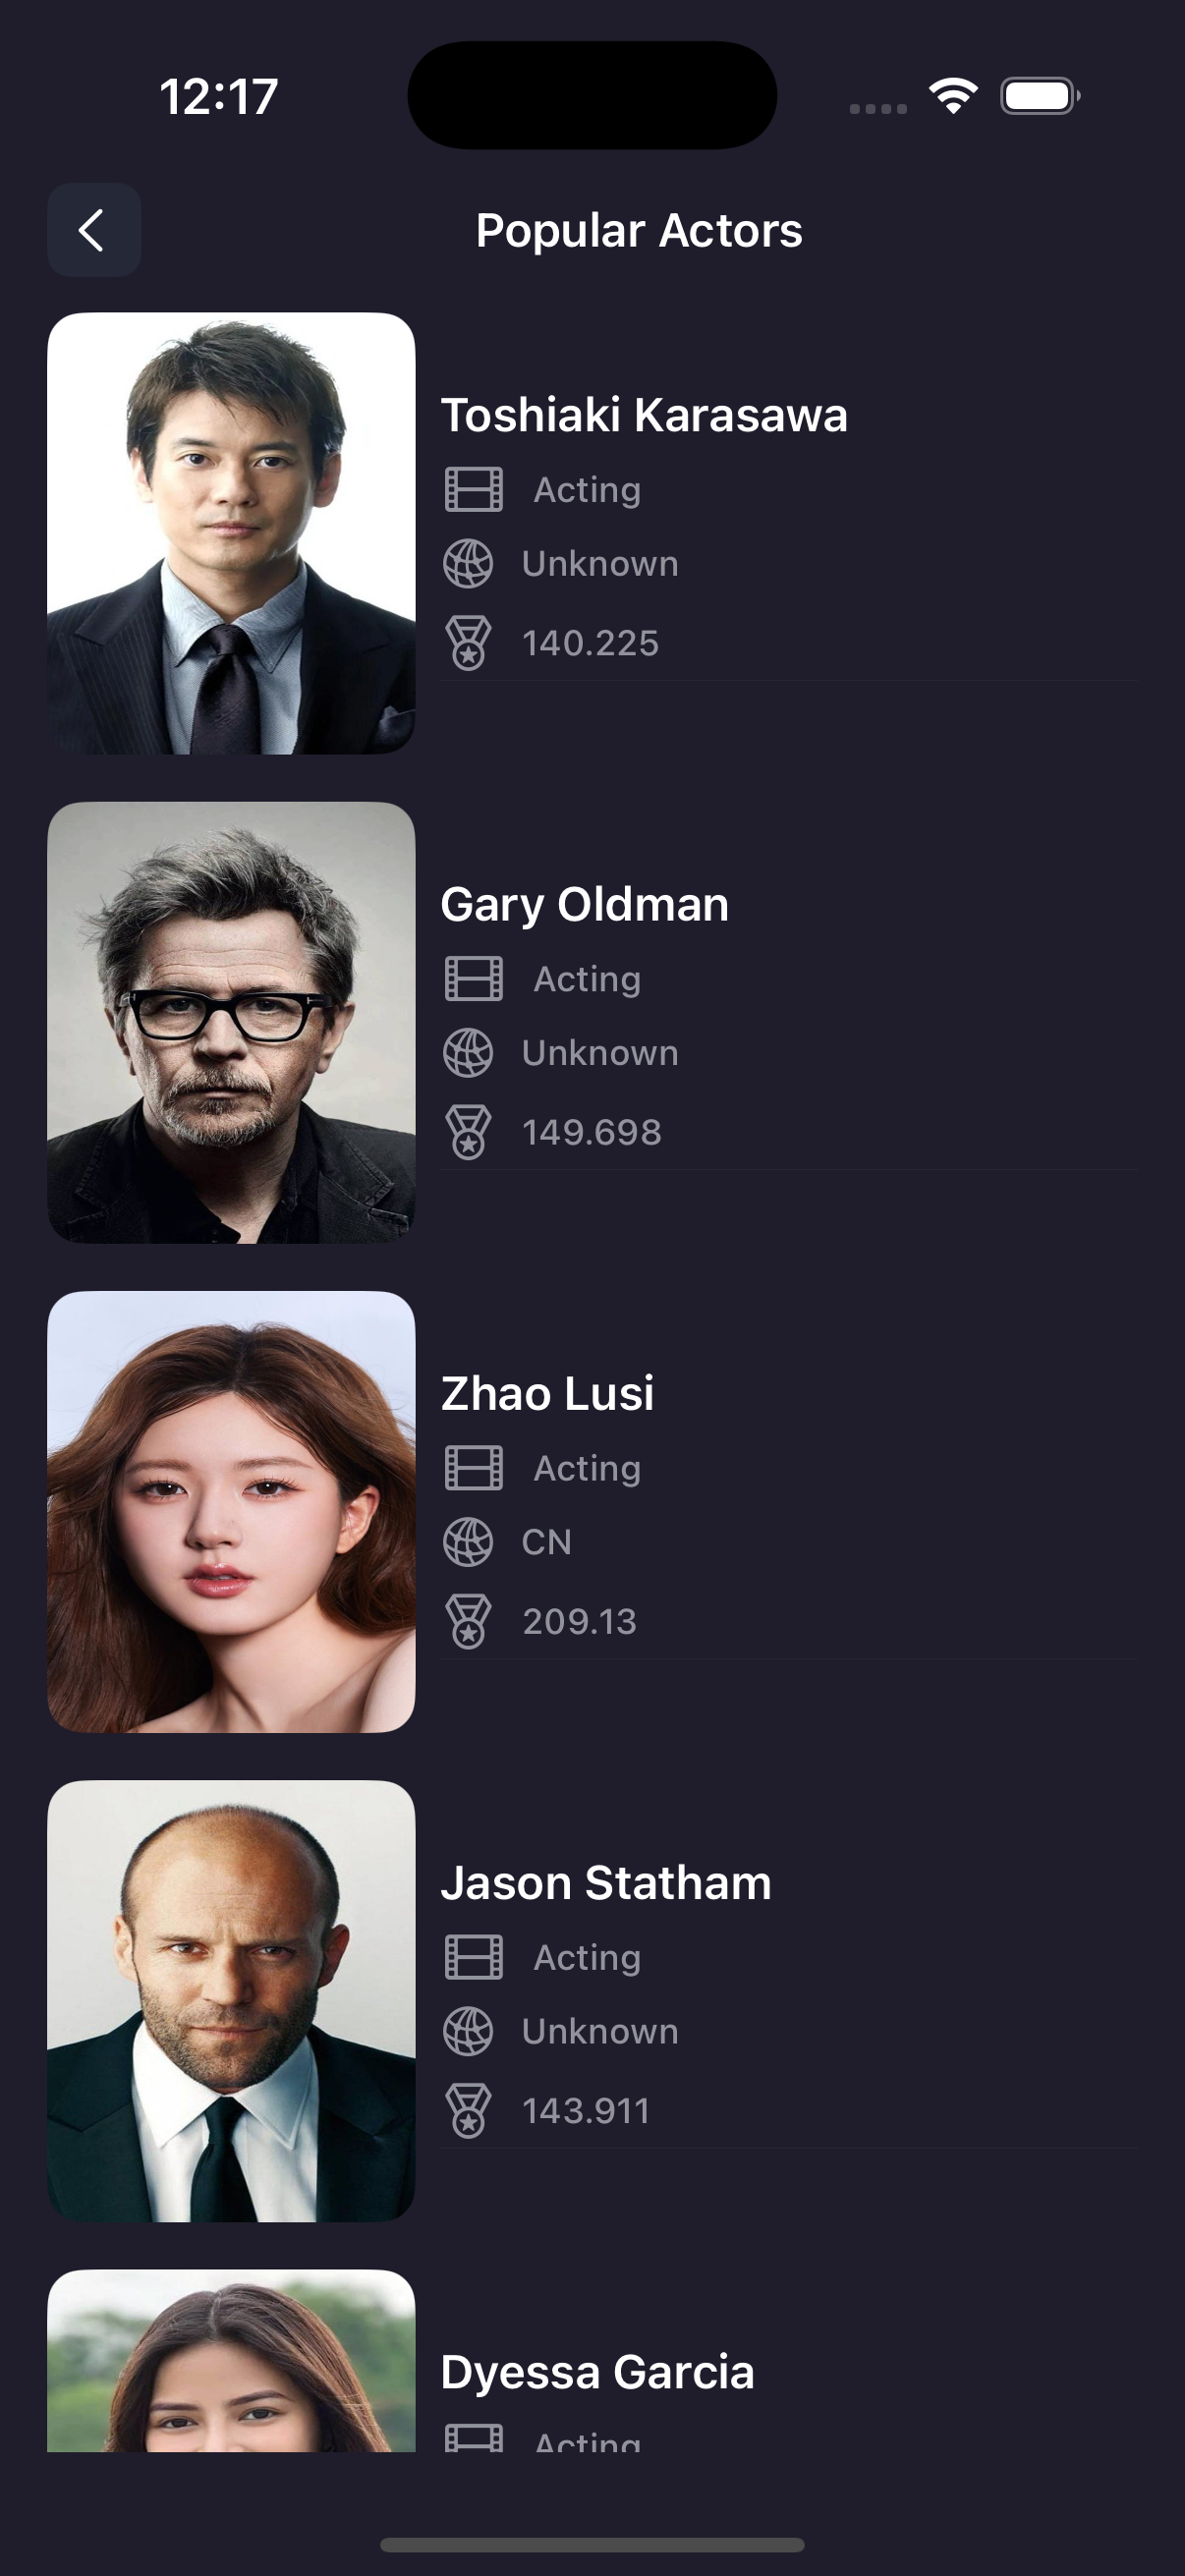 12:17
Popular Actors
Toshiaki Karasawa
Acting
Unknown
140.225
Gary Oldman
Acting
Unknown
149.698
Zhao Lusi
Acting
CN
209.13
Jason Statham
Acting
Unknown
143.911
Dyessa Garcia
Acting